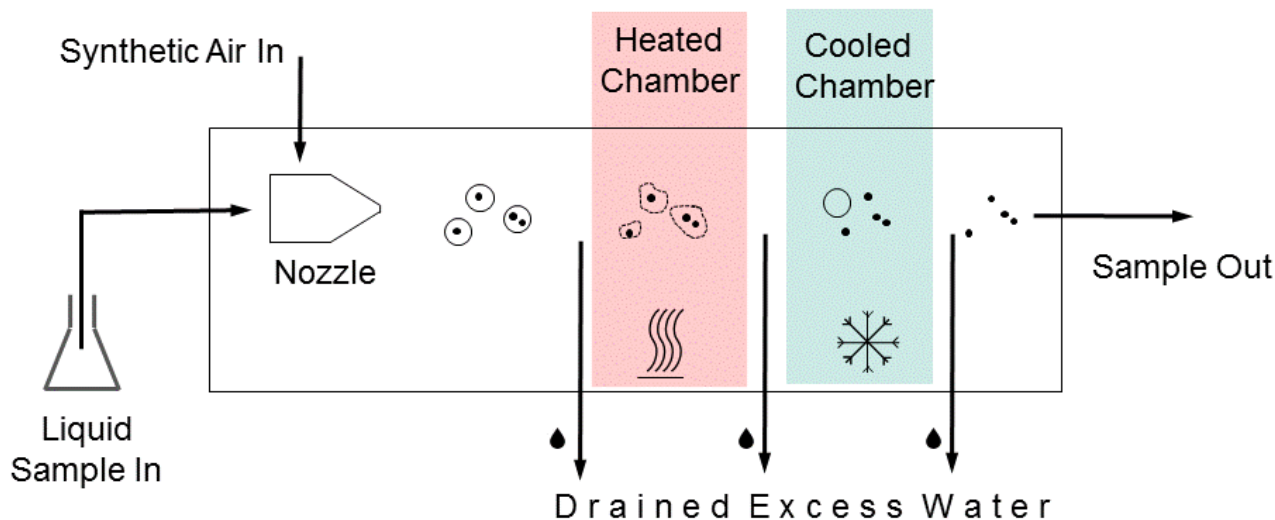 Synthetic Air In
Heated
Chamber
Cooled
Chamber
Nozzle
Sample Out
Liquid
Sample In
Drained Excess Water